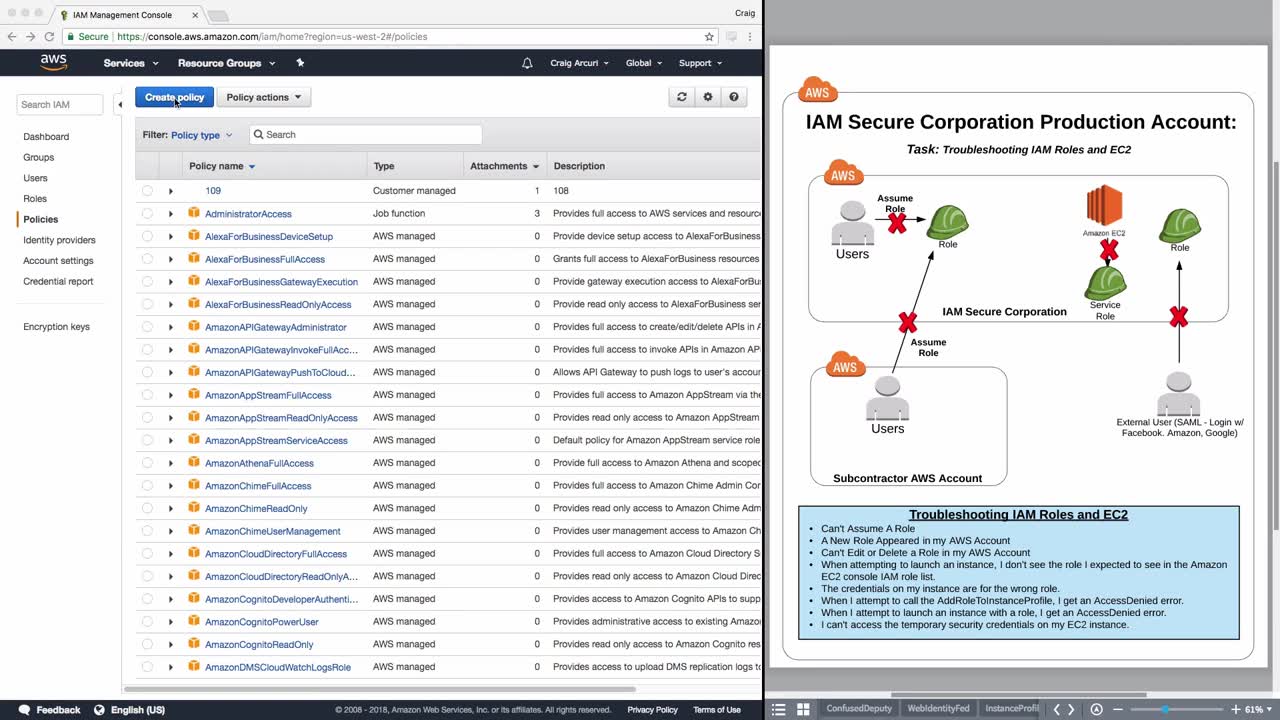 IAM Management Console
Craig
Secure
https://console.aws.amazon.com/iam/home?region=us-west-2#/policies
aws
Services
Resource Groups
Craig Arcuri
Global
Support
Search IAM
Dashboard
Groups
Users
Roles
Policies
Identity providers
Account settings
Credential report
Encryption keys
Create policy
Policy actions
Filter: Policy type
Search
Policy name Type Attachments Description
109 Customer managed 1 108
AdministratorAccess Job function 3 Provides full access to AWS services and resourc
AlexaForBusinessDeviceSetup AWS managed 0 Provide device setup access to AlexaForBusiness
AlexaForBusinessFullAccess AWS managed 0 Grants full access to AlexaForBusiness resources
AlexaForBusinessGatewayExecution AWS managed 0 Provide gateway execution access to AlexaForBus
AlexaForBusinessReadOnlyAccess AWS managed 0 Provide read only access to AlexaForBusiness ser
AmazonAPIGatewayAdministrator AWS managed 0 Provides full access to create/edit/delete APIs in A
AmazonAPIGatewayInvokeFullAcc... AWS managed 0 Provides full access to invoke APIs in Amazon AP
AmazonAPIGatewayPushToCloud... AWS managed 0 Allows API Gateway to push logs to user's accour
AmazonAppStreamFullAccess AWS managed 0 Provides full access to Amazon AppStream via the
AmazonAppStreamReadOnlyAccess AWS managed 0 Provides read only access to Amazon AppStream
AmazonAppStreamServiceAccess AWS managed 0 Default policy for Amazon AppStream service role
AmazonAthenaFullAccess AWS managed 0 Provide full access to Amazon Athena and scoped
AmazonChimeFullAccess AWS managed 0 Provides full access to Amazon Chime Admin Cor
AmazonChimeReadOnly AWS managed 0 Provides read only access to Amazon Chime Adm
AmazonChimeUserManagement AWS managed 0 Provides user management access to Amazon Ch
AmazonCloudDirectoryFullAccess AWS managed 0 Provides full access to Amazon Cloud Directory S
AmazonCloudDirectoryReadOnlyA... AWS managed 0 Provides read only access to Amazon Cloud Direc
AmazonCognitoDeveloperAuthenti... AWS managed 0 Provides access to Amazon Cognito APIs to supp
AmazonCognitoPowerUser AWS managed 0 Provides administrative access to existing Amazon
AmazonCognitoReadOnly AWS managed 0 Provides read only access to Amazon Cognito res
AmazonDMSCloudWatchLogsRole AWS managed 0 Provides access to upload DMS replication logs to
Feedback
English (US)
© 2008 - 2018, Amazon Web Services, Inc. or its affiliates. All rights reserved.
Privacy Policy
Terms of Use
AWS
IAM Secure Corporation Production Account:
Task: Troubleshooting IAM Roles and EC2
AWS
Assume
Role
Users
Role
Amazon EC2
Service
Role
Role
IAM Secure Corporation
Assume
Role
AWS
Users
Subcontractor AWS Account
External User (SAML - Login w/
Facebook. Amazon, Google)
Troubleshooting IAM Roles and EC2
• Can't Assume A Role
• A New Role Appeared in my AWS Account
• Can't Edit or Delete a Role in my AWS Account
• When attempting to launch an instance, I don't see the role I expected to see in the Amazon
EC2 console IAM role list.
• The credentials on my instance are for the wrong role.
• When I attempt to call the AddRoleToInstanceProfile, I get an AccessDenied error.
• When I attempt to launch an instance with a role, I get an AccessDenied error.
• I can't access the temporary security credentials on my EC2 instance.
ConfusedDeputy
WebIdentityFed
InstanceProfi
61%